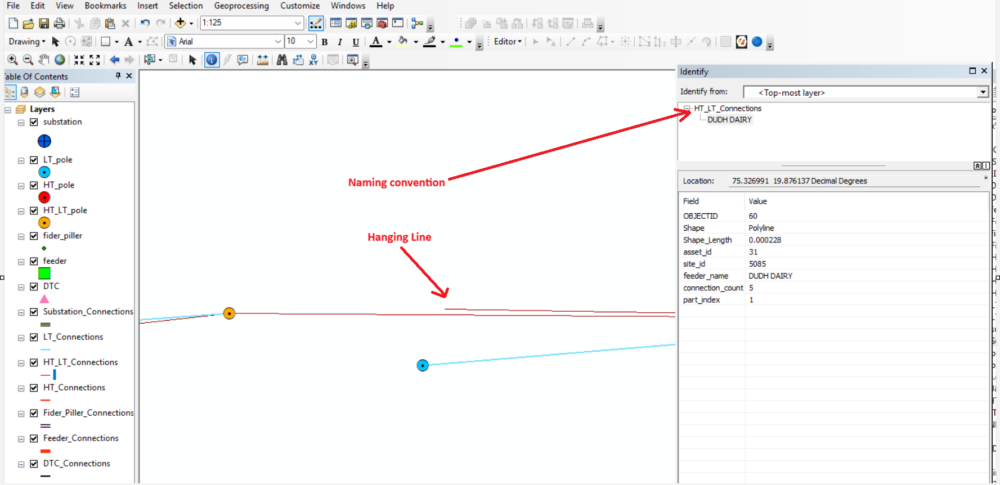 File Edit View Bookmarks Insert Selection Geoprocessing Customize Windows Help
1:125
Drawing Arial 10 B I U A Editor
Table Of Contents
Layers
substation
LT_pole
HT_pole
HT_LT_pole
fider_piller
feeder
DTC
Substation_Connections
LT_Connections
HT_LT_Connections
HT_Connections
Fider_Piller_Connections
Feeder_Connections
DTC_Connections
Naming convention
Hanging Line
Identify
Identify from: <Top-most layer>
HT_LT_Connections
DUDH DAIRY
Location: 75.326991 19.876137 Decimal Degrees
Field Value
OBJECTID 60
Shape Polyline
Shape_Length 0.000228
asset_id 31
site_id 5085
feeder_name DUDH DAIRY
connection_count 5
part_index 1